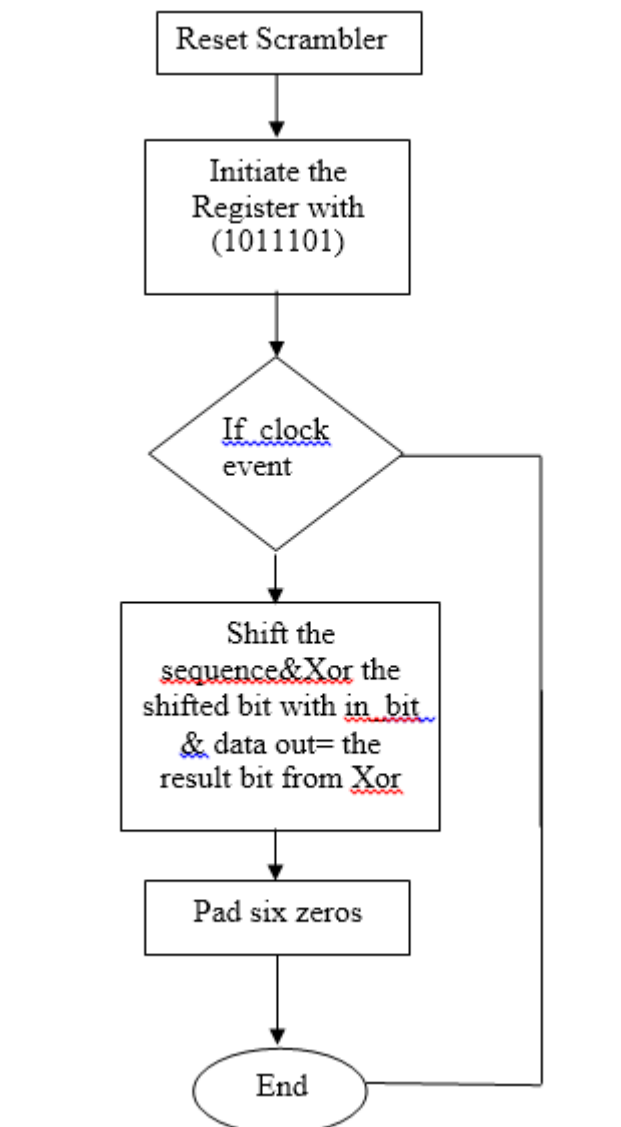 Reset Scrambler
Initiate the
Register with
(1011101)
If clock
event
Shift the
sequence&Xor the
shifted bit with in_bit
& data out= the
result bit from Xor
Pad six zeros
End